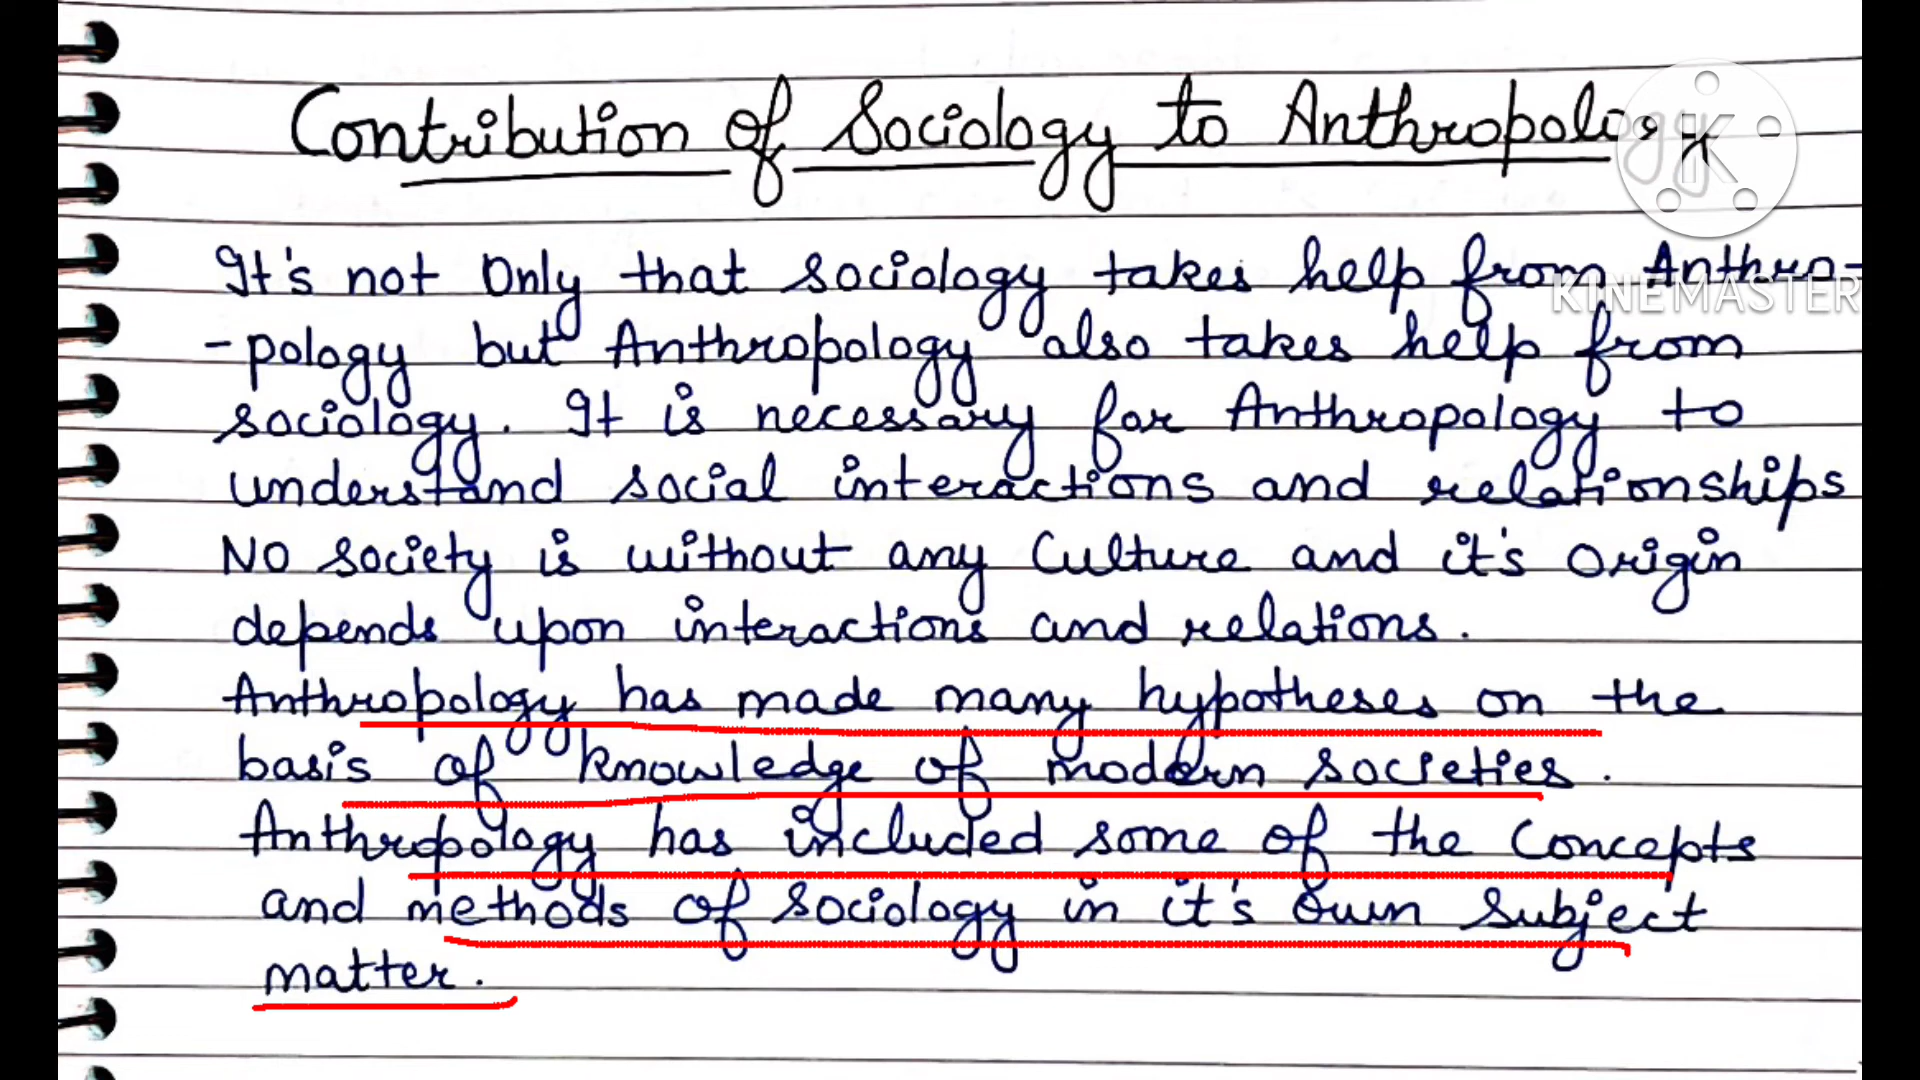 Contribution of Sociology to Anthropology
It's not only that sociology takes help from Anthro-
KINEMASTER
-pology but Anthropology also takes help from
sociology. It is necessary for Anthropology to
understand social interactions and relationships
No society is without any culture and it's origin
depends upon interactions and relations.
Anthropology has made many hypotheses on the
basis of knowledge of modern societies.
Anthropology has included some of the concepts
and methods of sociology in it's own subject
matter.